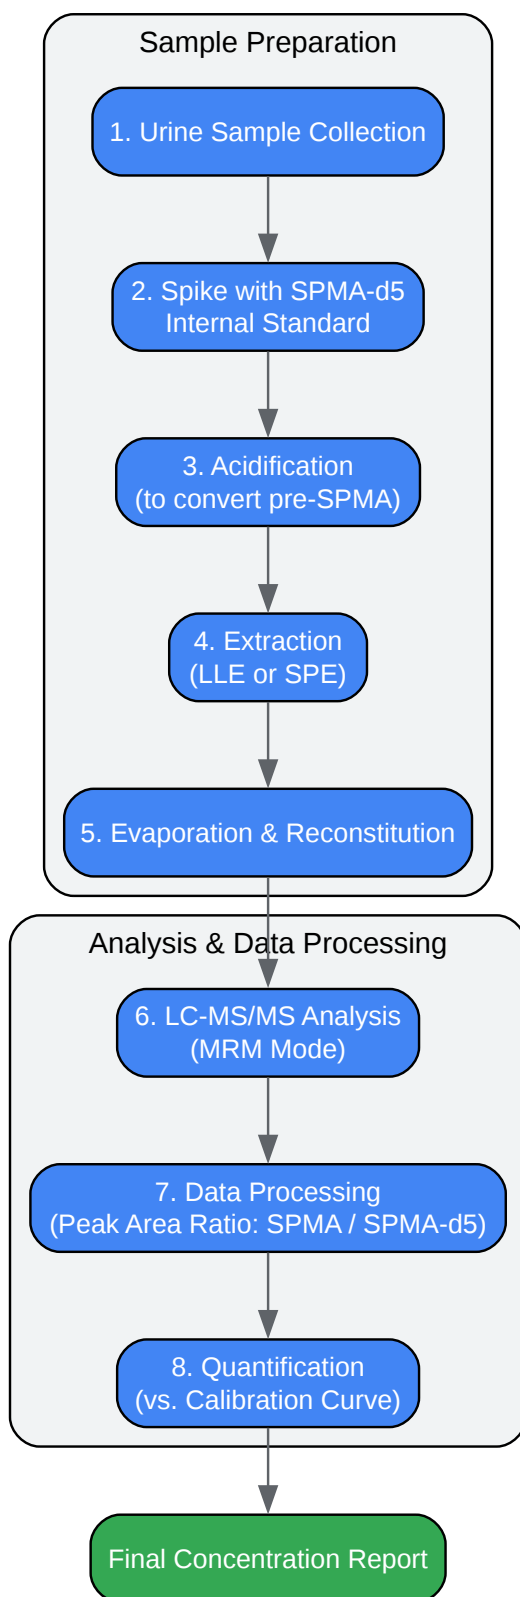 Sample Preparation
1. Urine Sample Collection
2. Spike with SPMA-d5
Internal Standard
3. Acidification
(to convert pre-SPMA)
4. Extraction
(LLE or SPE)
5. Evaporation & Reconstitution
Analysis & Data Processing
6. LC-MS/MS Analysis
(MRM Mode)
7. Data Processing
(Peak Area Ratio: SPMA / SPMA-d5)
8. Quantification
(vs. Calibration Curve)
Final Concentration Report